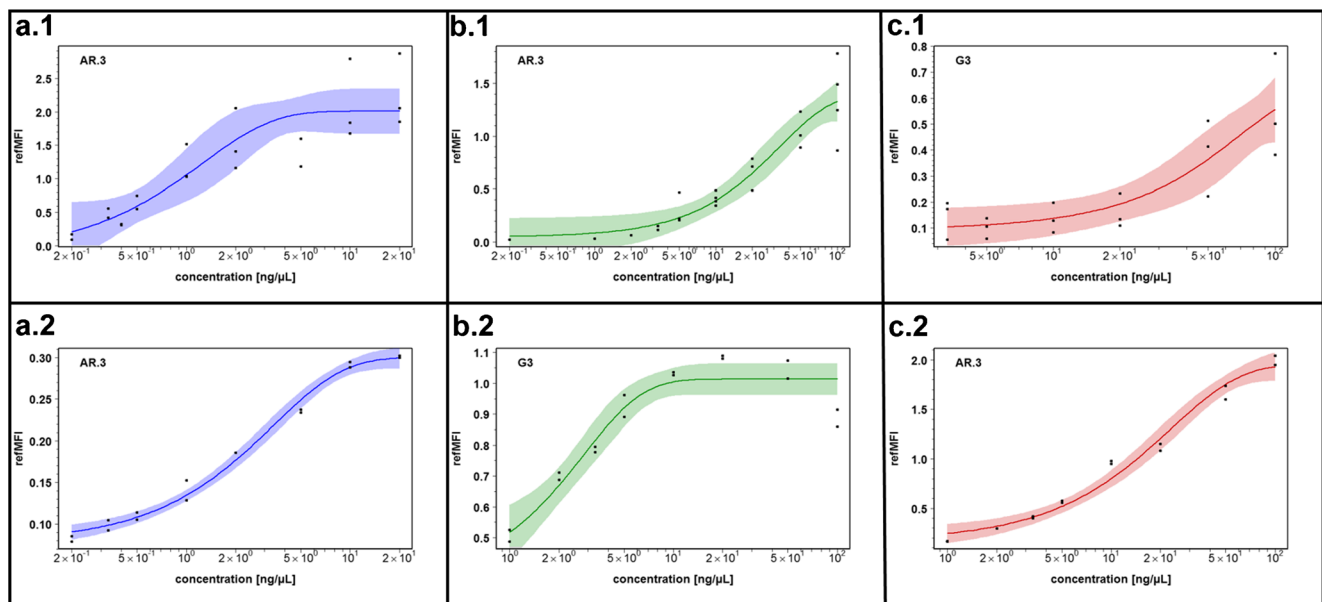 a.1
AR.3
refMFI
2.5
2.0
1.5
1.0
0.5
0.0
2×10⁻¹ 5×10⁻¹ 10⁰ 2×10⁰ 5×10⁰ 10¹ 2×10¹
concentration [ng/µL]
b.1
AR.3
refMFI
1.5
1.0
0.5
0.0
2×10⁻¹ 10⁰ 2×10⁰ 5×10⁰ 10¹ 2×10¹ 5×10¹ 10²
concentration [ng/µL]
c.1
G3
refMFI
0.8
0.7
0.6
0.5
0.4
0.3
0.2
0.1
5×10⁰ 10¹ 2×10¹ 5×10¹ 10²
concentration [ng/µL]
a.2
AR.3
refMFI
0.30
0.25
0.20
0.15
0.10
2×10⁻¹ 5×10⁻¹ 10⁰ 2×10⁰ 5×10⁰ 10¹ 2×10¹
concentration [ng/µL]
b.2
G3
refMFI
1.1
1.0
0.9
0.8
0.7
0.6
0.5
10⁰ 2×10⁰ 5×10⁰ 10¹ 2×10¹ 5×10¹ 10²
concentration [ng/µL]
c.2
AR.3
refMFI
2.0
1.5
1.0
0.5
10⁰ 2×10⁰ 5×10⁰ 10¹ 2×10¹ 5×10¹ 10²
concentration [ng/µL]